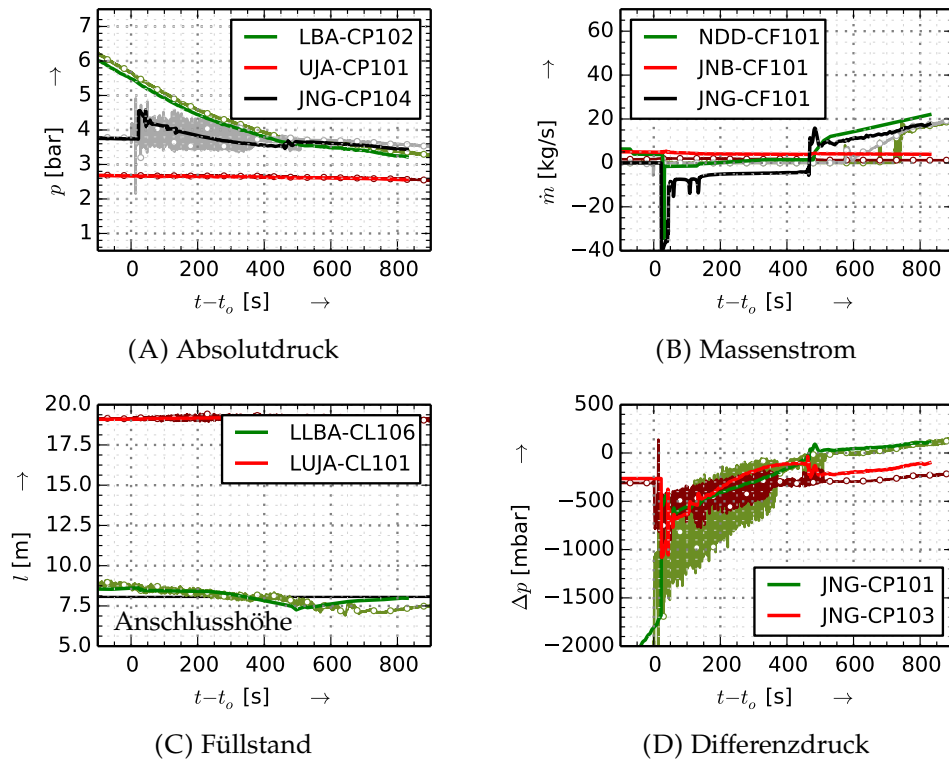 7
6
5
4
3
2
1
p [bar] →
LBA-CP102
UJA-CP101
JNG-CP104
0 200 400 600 800
t−t₀ [s] →
(A) Absolutdruck
60
40
20
0
−20
−40
ṁ [kg/s] →
NDD-CF101
JNB-CF101
JNG-CF101
0 200 400 600 800
t−t₀ [s] →
(B) Massenstrom
20.0
17.5
15.0
12.5
10.0
7.5
5.0
l [m] →
LLBA-CL106
LUJA-CL101
Anschlusshöhe
0 200 400 600 800
t−t₀ [s] →
(C) Füllstand
500
0
−500
−1000
−1500
−2000
Δp [mbar] →
JNG-CP101
JNG-CP103
0 200 400 600 800
t−t₀ [s] →
(D) Differenzdruck